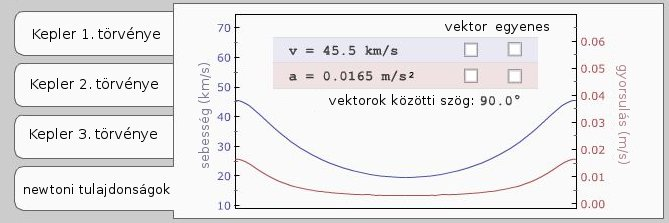 Kepler 1. törvénye
Kepler 2. törvénye
Kepler 3. törvénye
newtoni tulajdonságok
vektor egyenes
v = 45.5 km/s
a = 0.0165 m/s²
vektorok közötti szög: 90.0°
sebesség (km/s)
70
60
50
40
30
20
10
gyorsulás (m/s)
0.06
0.05
0.04
0.03
0.02
0.01
0.00